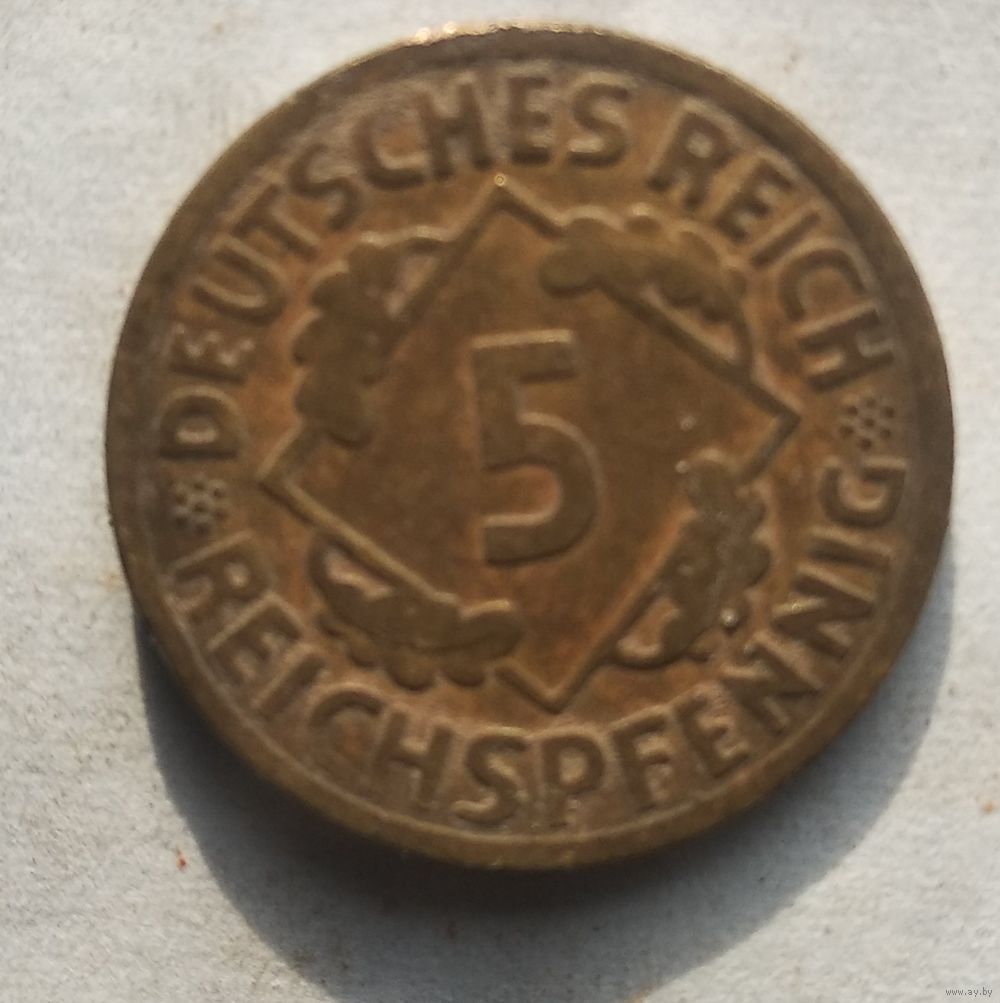 DEUTSCHES REICH
5
REICHSPFENNIG
www.ay.by